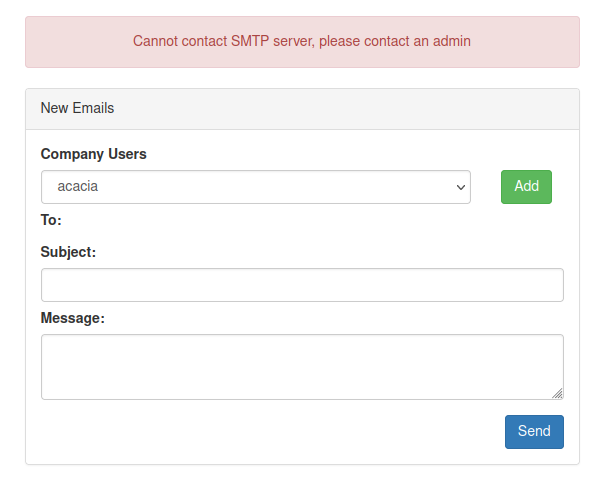 Cannot contact SMTP server, please contact an admin
New Emails
Company Users
acacia
Add
To:
Subject:
Message:
Send